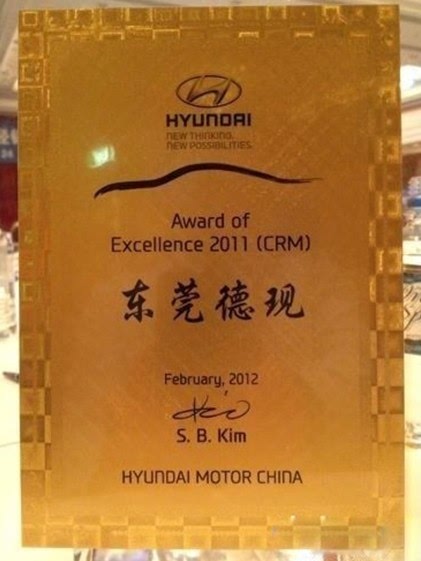 HYUNDAI
NEW THINKING.
NEW POSSIBILITIES.
Award of
Excellence 2011 (CRM)
东莞德现
February, 2012
S. B. Kim
HYUNDAI MOTOR CHINA